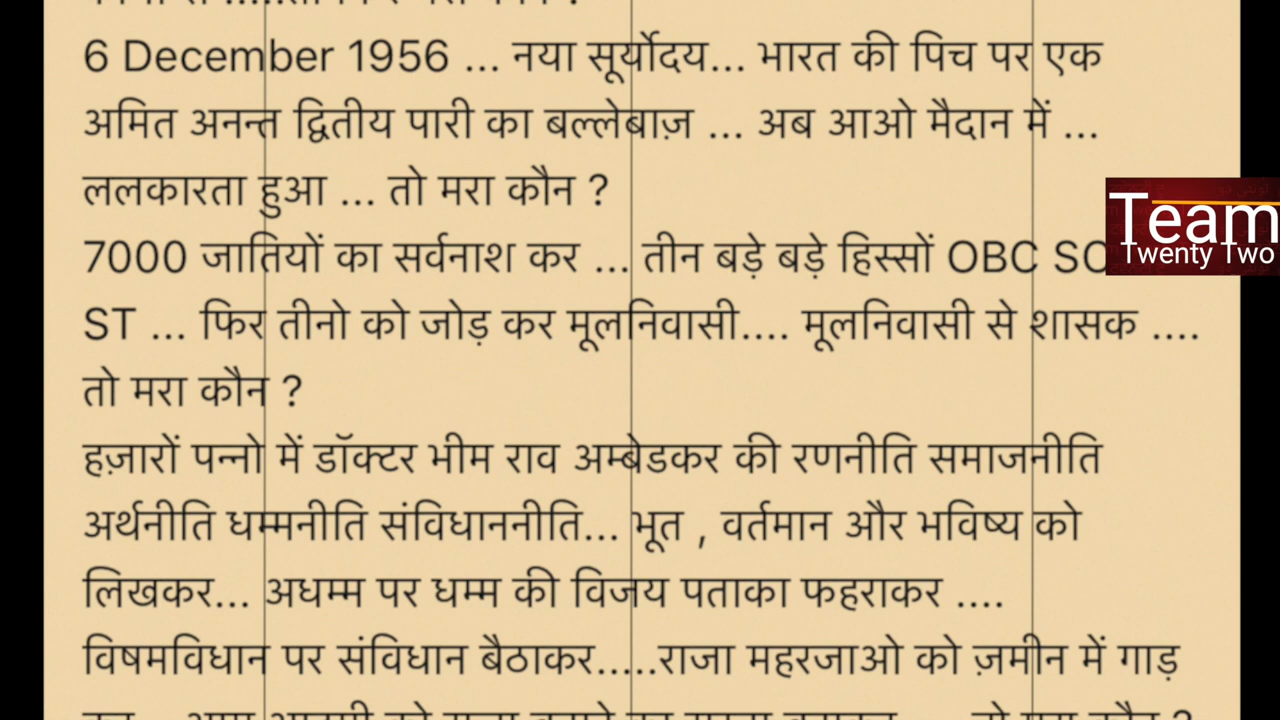 6 December 1956 ... नया सूर्योदय... भारत की पिच पर एक
अमित अनन्त द्वितीय पारी का बल्लेबाज़ ... अब आओ मैदान में ...
ललकारता हुआ ... तो मरा कौन ?
7000 जातियों का सर्वनाश कर ... तीन बड़े बड़े हिस्सों OBC
ST ... फिर तीनो को जोड़ कर मूलनिवासी.... मूलनिवासी से शासक ....
तो मरा कौन ?
हज़ारों पन्नो में डॉक्टर भीम राव अम्बेडकर की रणनीति समाजनीति
अर्थनीति धम्मनीति संविधाननीति... भूत , वर्तमान और भविष्य को
लिखकर... अधम्म पर धम्म की विजय पताका फहराकर ....
विषमविधान पर संविधान बैठाकर.....राजा महरजाओ को ज़मीन में गाड़
तो मरा कौन ?
Team
Twenty Two